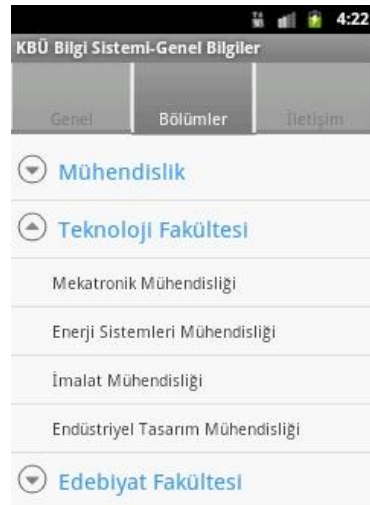 4:22
KBÜ Bilgi Sistemi-Genel Bilgiler
Genel Bölümler İletişim
Mühendislik
Teknoloji Fakültesi
Mekatronik Mühendisliği
Enerji Sistemleri Mühendisliği
İmalat Mühendisliği
Endüstriyel Tasarım Mühendisliği
Edebiyat Fakültesi